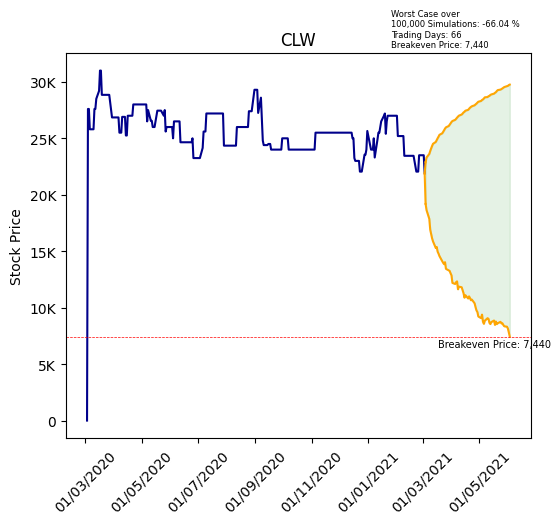 Worst Case over
100,000 Simulations: -66.04 %
Trading Days: 66
Breakeven Price: 7,440
CLW
Stock Price
30K
25K
20K
15K
10K
5K
0
Breakeven Price: 7,440
01/03/2020
01/05/2020
01/07/2020
01/09/2020
01/11/2020
01/01/2021
01/03/2021
01/05/2021